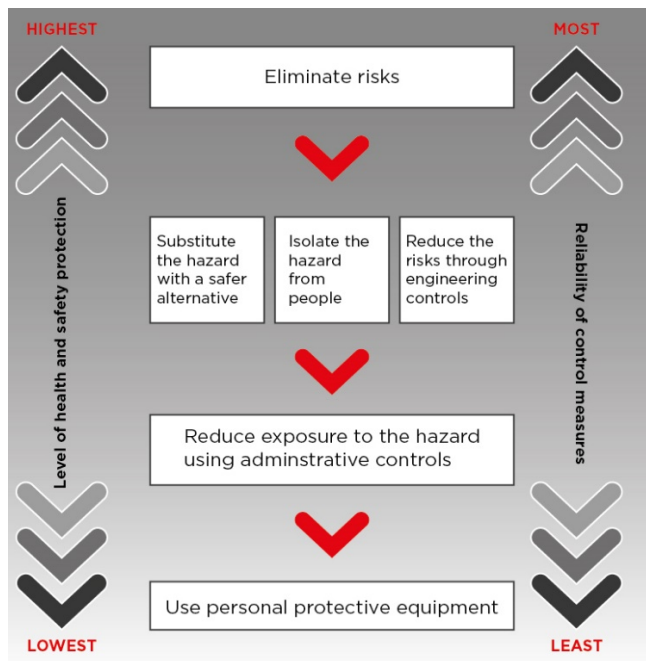 HIGHEST
MOST
Eliminate risks
Level of health and safety protection
Substitute
the hazard
with a safer
alternative
Isolate the
hazard
from
people
Reduce the
risks through
engineering
controls
Reliability of control measures
Reduce exposure to the hazard
using adminstrative controls
Use personal protective equipment
LOWEST
LEAST